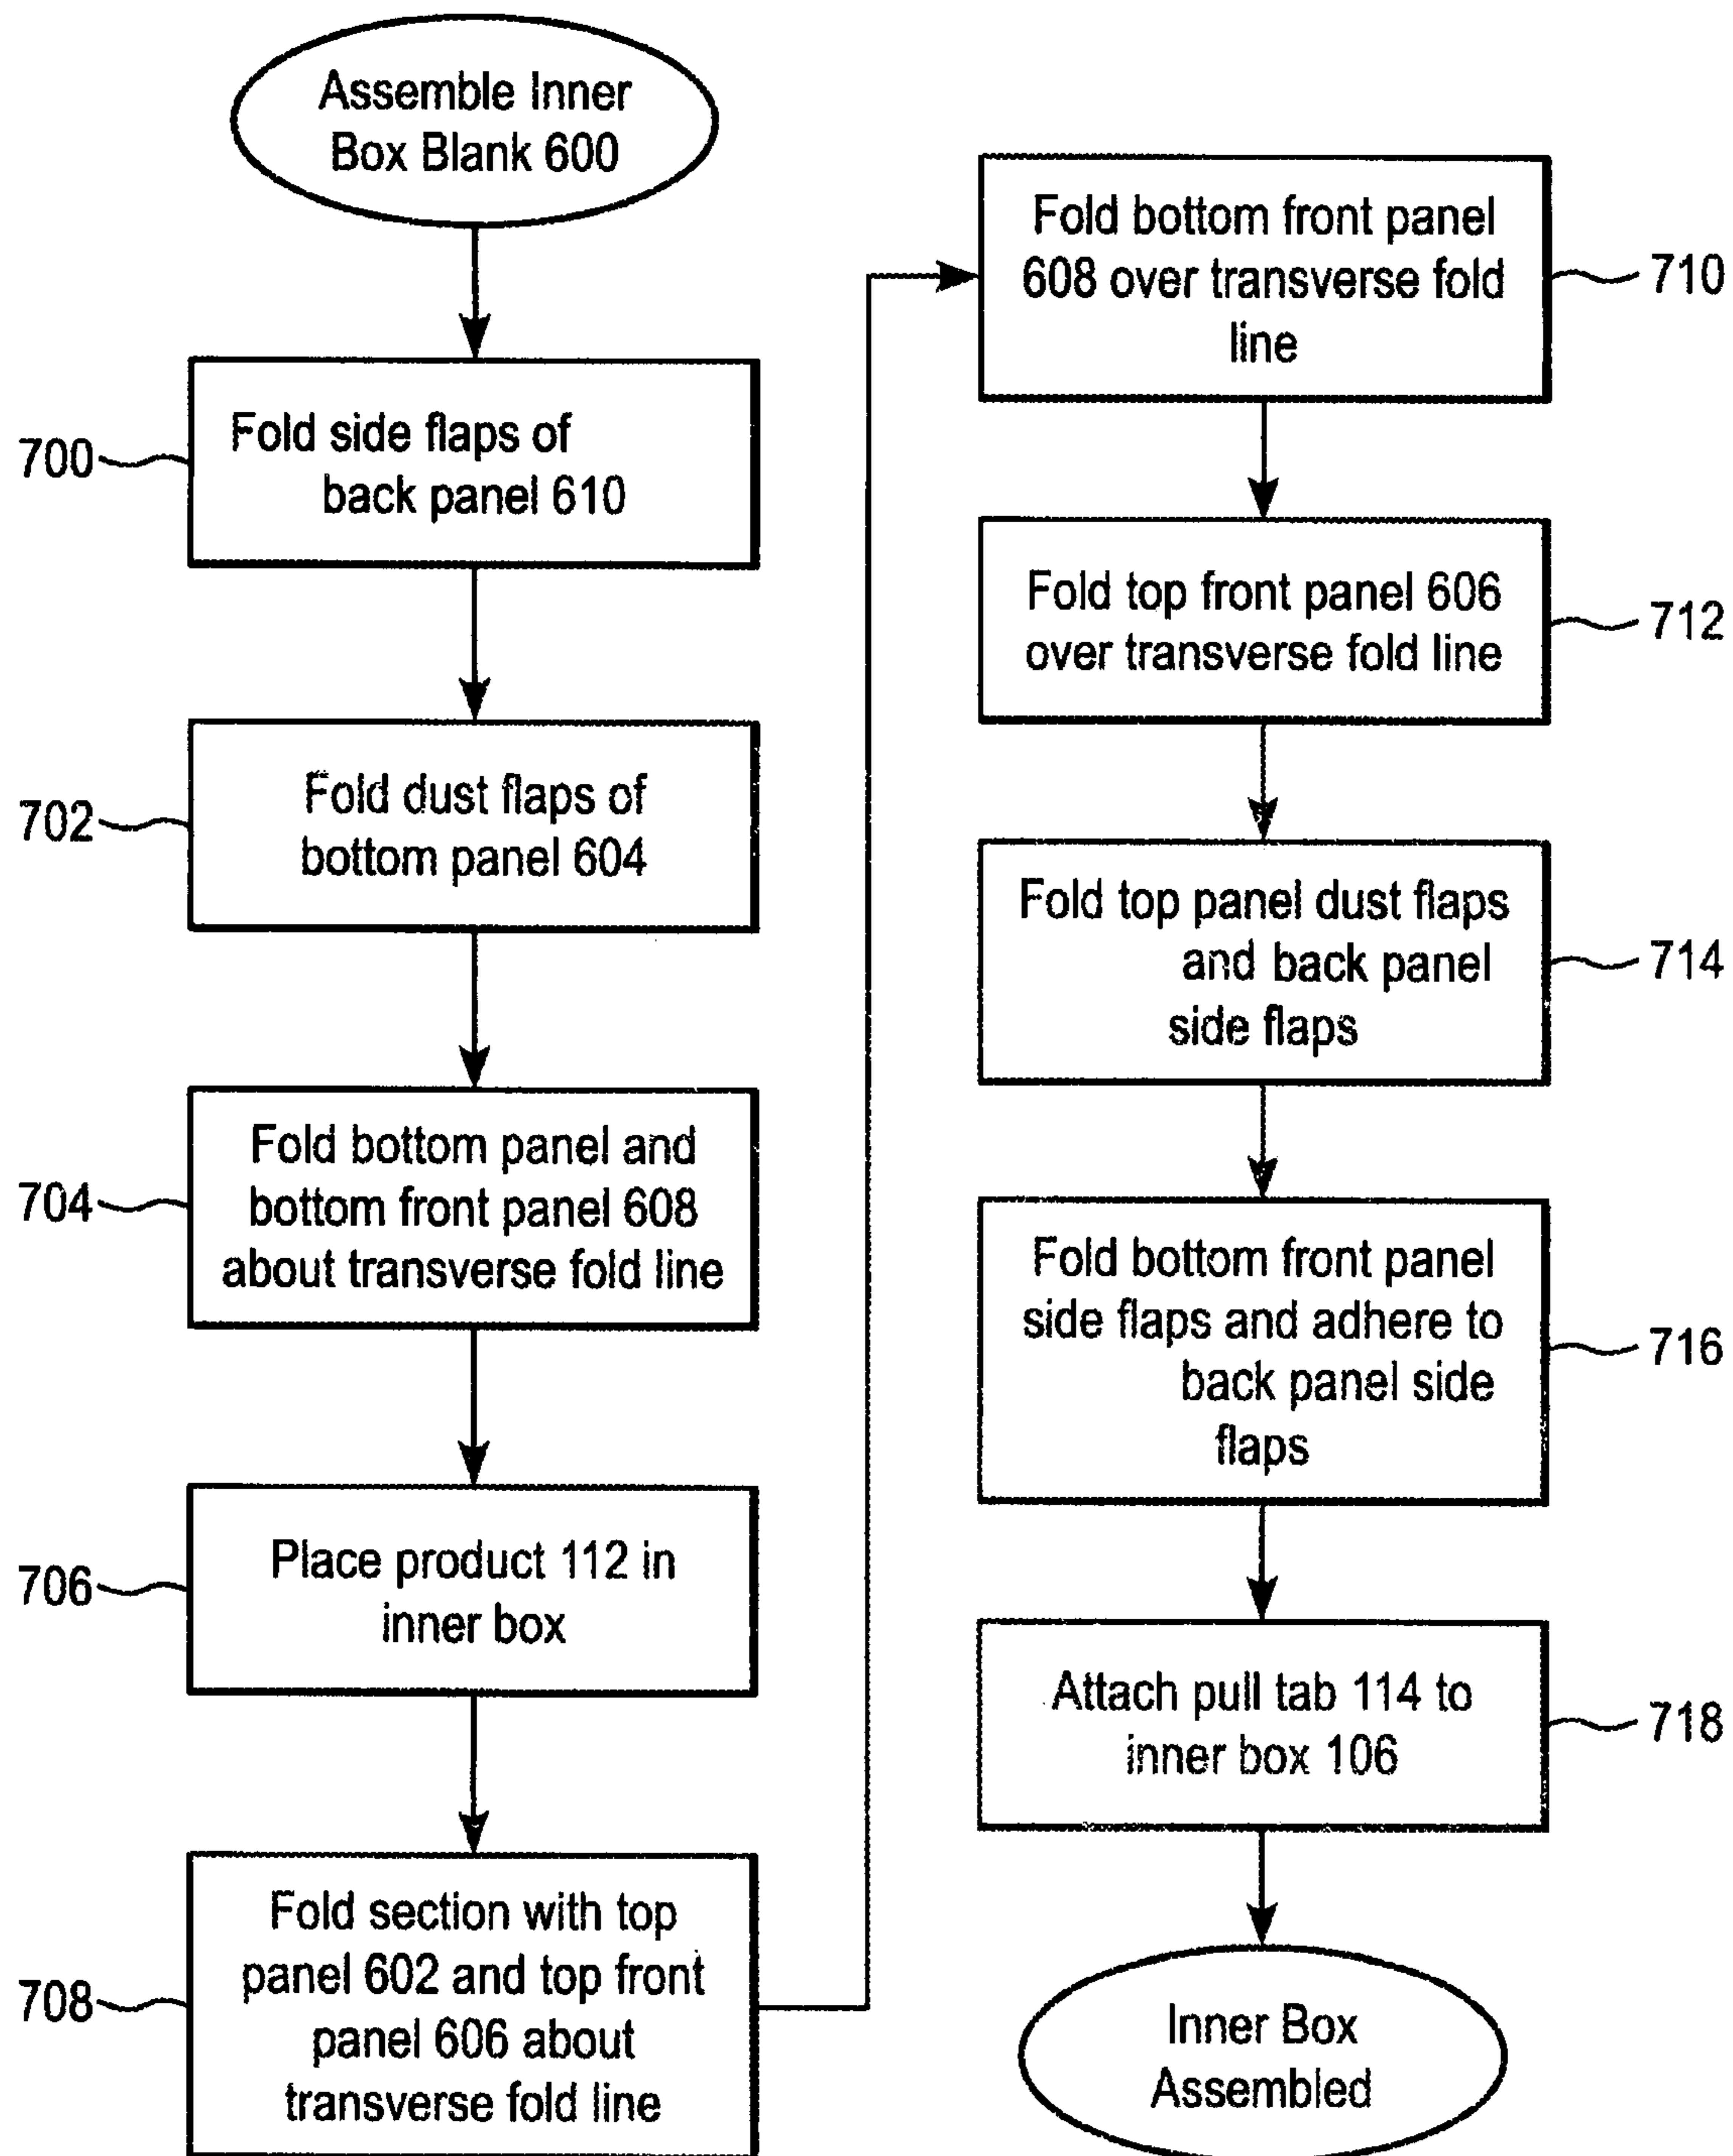 Assemble Inner
Box Blank 600
700
Fold side flaps of
back panel 610
702
Fold dust flaps of
bottom panel 604
704
Fold bottom panel and
bottom front panel 608
about transverse fold line
706
Place product 112 in
inner box
708
Fold section with top
panel 602 and top front
panel 606 about
transverse fold line
Fold bottom front panel
608 over transverse fold
line
710
Fold top front panel 606
over transverse fold line
712
Fold top panel dust flaps
and back panel
side flaps
714
Fold bottom front panel
side flaps and adhere to
back panel side
flaps
716
Attach pull tab 114 to
inner box 106
718
Inner Box
Assembled